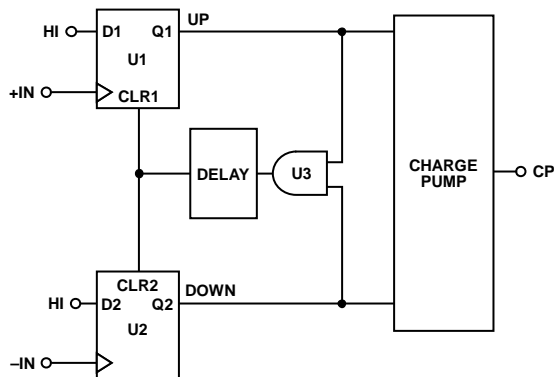 UP
HI D1 Q1
U1
+IN
CLR1
DELAY
U3
CHARGE
PUMP
CP
CLR2
HI D2 Q2
DOWN
U2
–IN